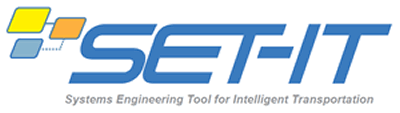 SET-IT
Systems Engineering Tool for Intelligent Transportation